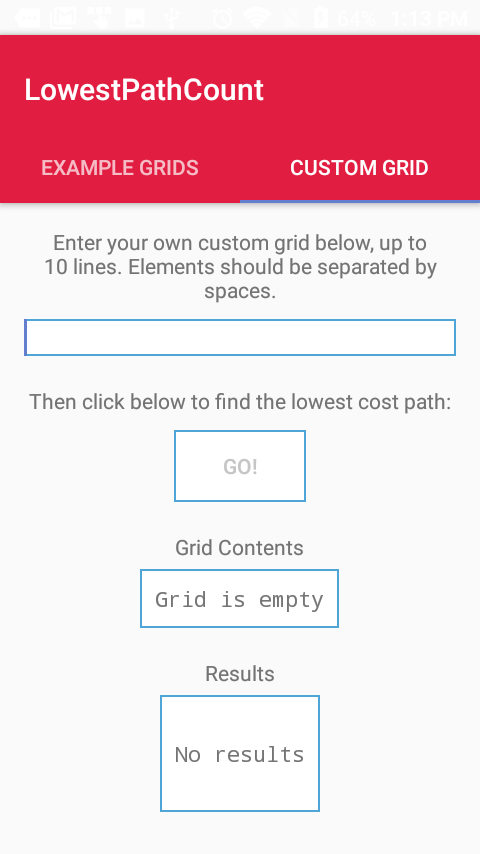 64% 1:13 PM
LowestPathCount
EXAMPLE GRIDS CUSTOM GRID
Enter your own custom grid below, up to
10 lines. Elements should be separated by
spaces.
Then click below to find the lowest cost path:
GO!
Grid Contents
Grid is empty
Results
No results